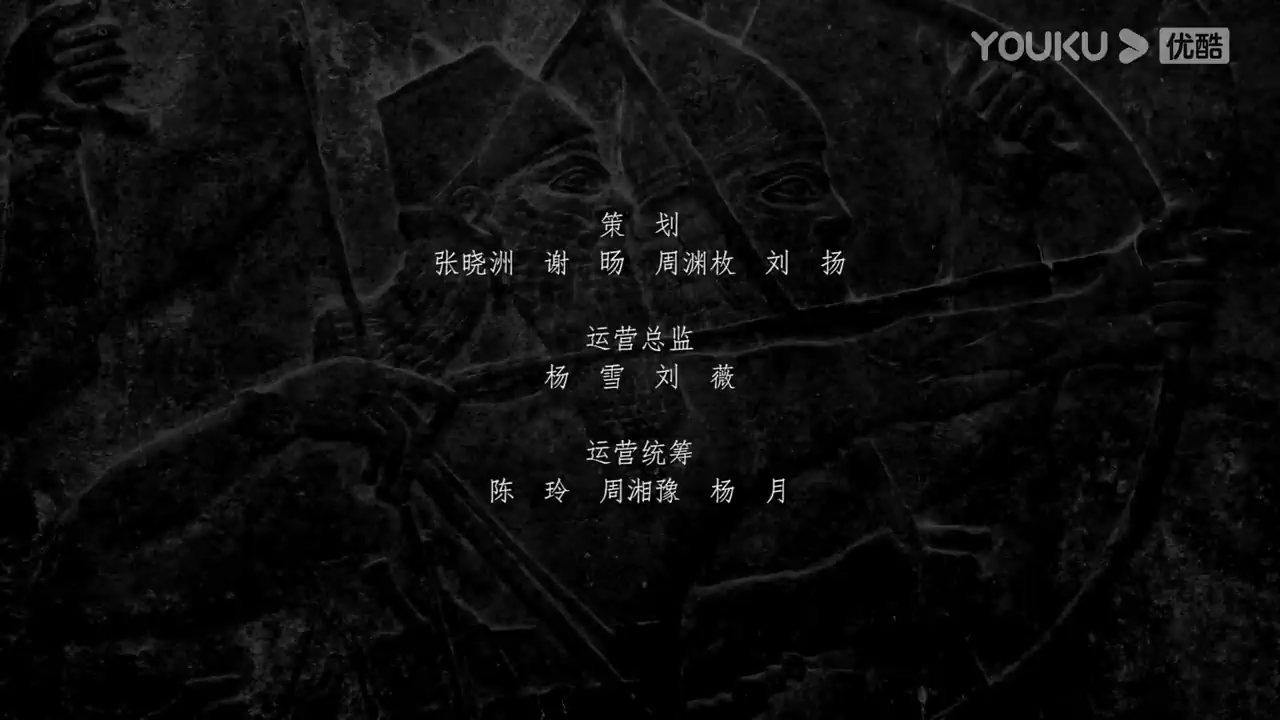 YOUKU 优酷
策 划
张晓洲 谢 旸 周渊枚 刘 扬
运营总监
杨 雪 刘 薇
运营统筹
陈 玲 周湘豫 杨 月